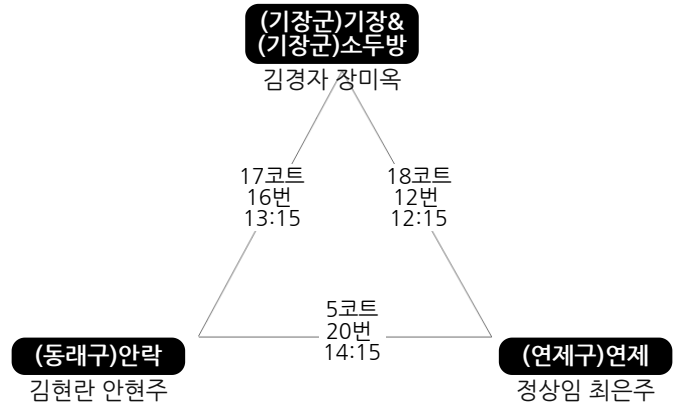 (기장군)기장&
(기장군)소두방
김경자 장미옥
17코트
16번
13:15
18코트
12번
12:15
5코트
20번
14:15
(동래구)안락
김현란 안현주
(연제구)연제
정상임 최은주